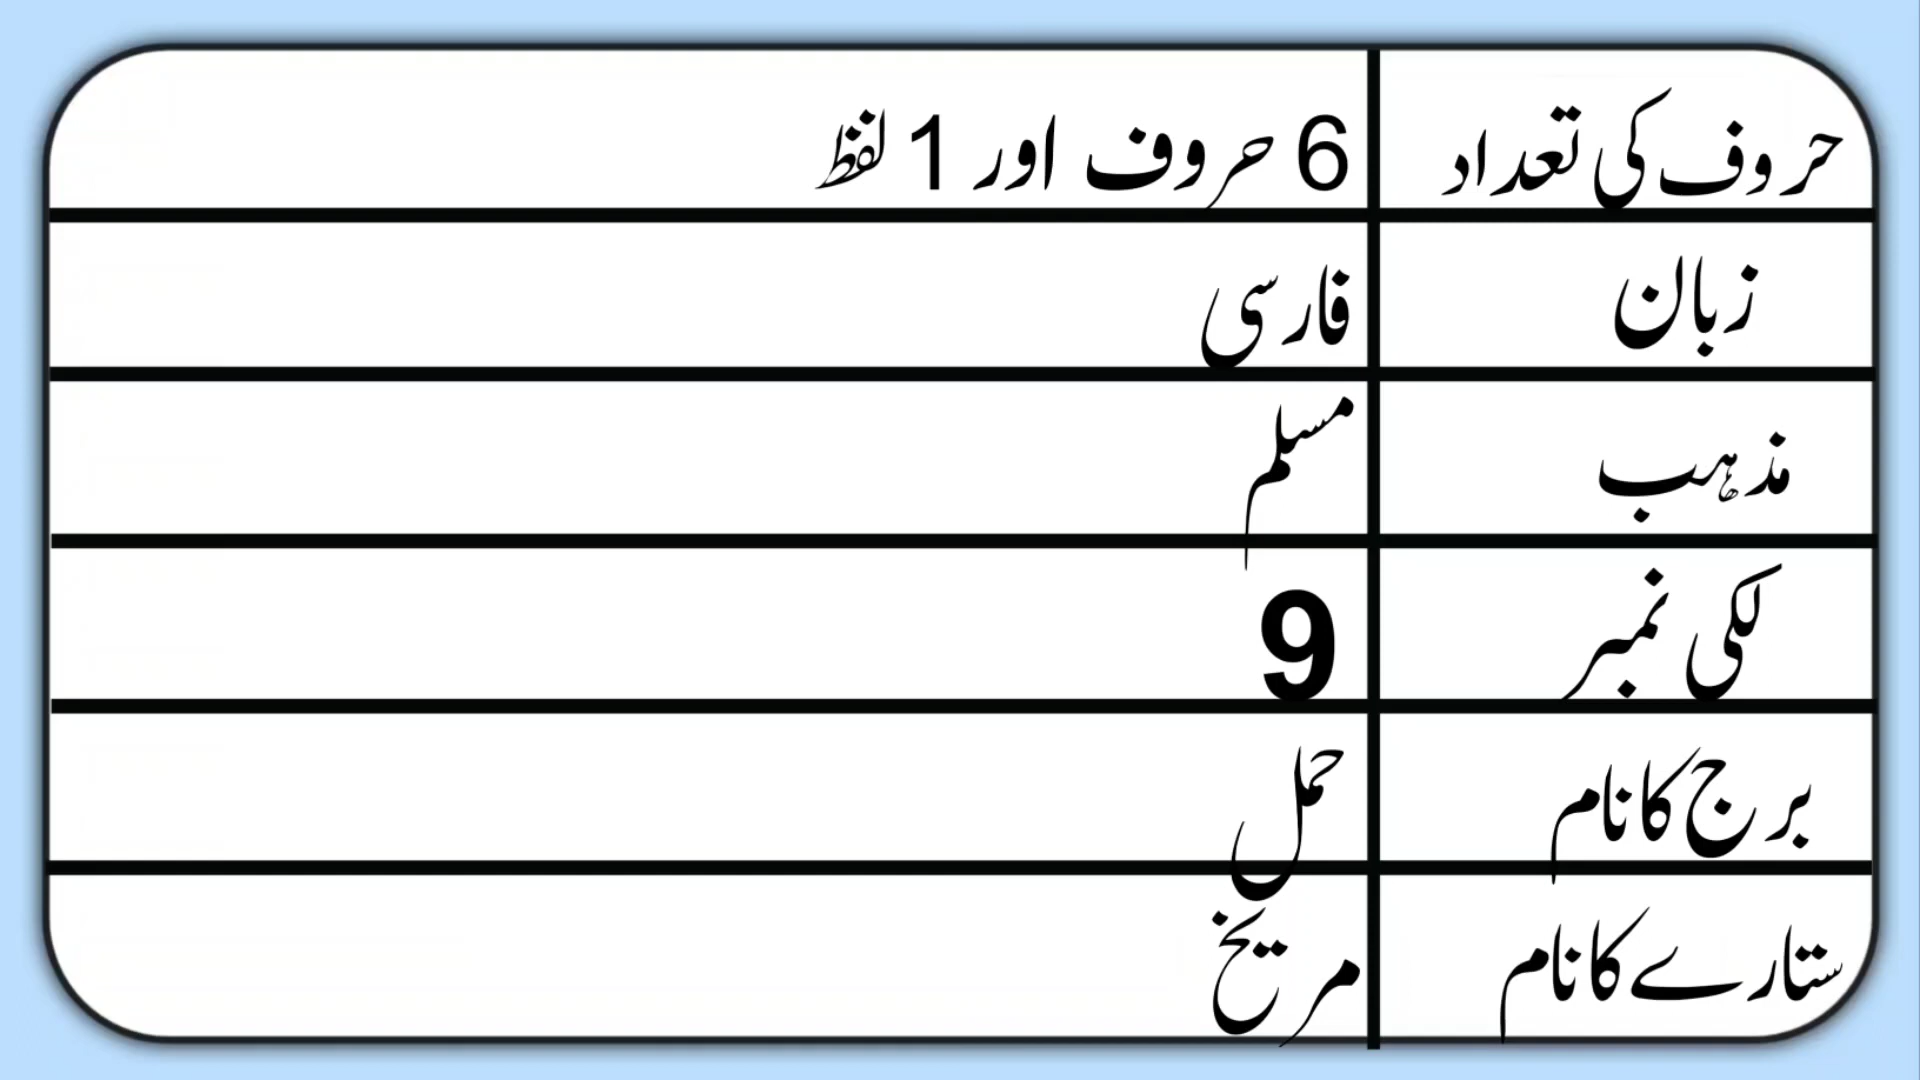 حروف کی تعداد 6 حروف اور 1 لفظ
زبان فارسی
مذہب مسلم
لکی نمبر 9
برج کا نام حمل
ستارے کا نام مریخ